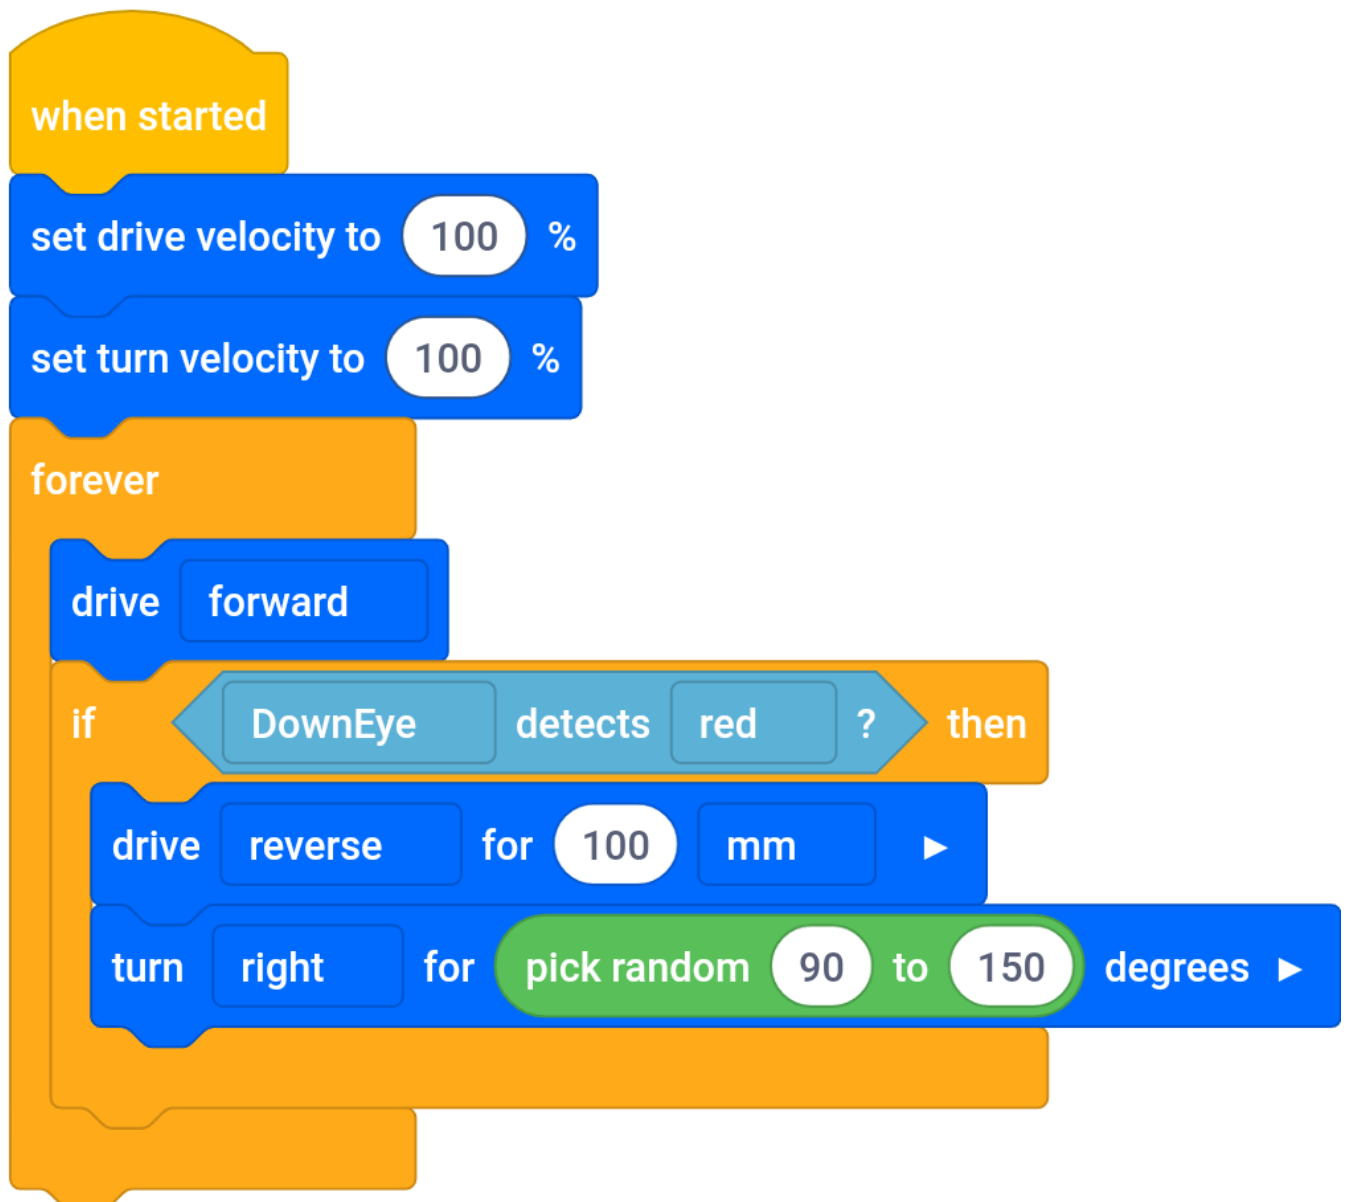 when started
set drive velocity to 100 %
set turn velocity to 100 %
forever
drive forward
if DownEye detects red ? then
drive reverse for 100 mm
turn right for pick random 90 to 150 degrees